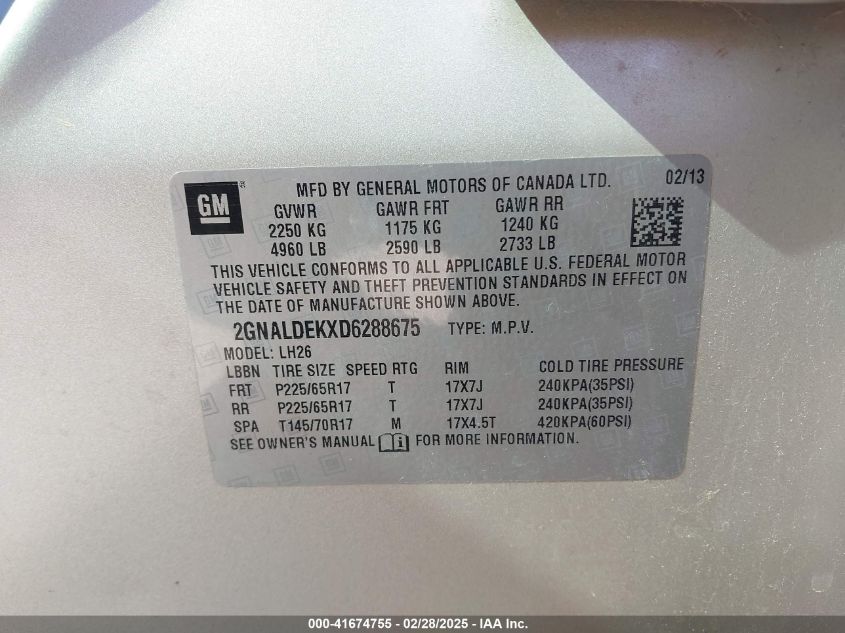 GM
®
MFD BY GENERAL MOTORS OF CANADA LTD. 02/13
GVWR GAWR FRT GAWR RR
2250 KG 1175 KG 1240 KG
4960 LB 2590 LB 2733 LB
THIS VEHICLE CONFORMS TO ALL APPLICABLE U.S. FEDERAL MOTOR
VEHICLE SAFETY AND THEFT PREVENTION STANDARDS IN EFFECT ON
THE DATE OF MANUFACTURE SHOWN ABOVE.
2GNALDEKXD6288675 TYPE: M.P.V.
MODEL: LH26
LBBN TIRE SIZE SPEED RTG RIM COLD TIRE PRESSURE
FRT P225/65R17 T 17X7J 240KPA(35PSI)
RR P225/65R17 T 17X7J 240KPA(35PSI)
SPA T145/70R17 M 17X4.5T 420KPA(60PSI)
SEE OWNER'S MANUAL FOR MORE INFORMATION.
000-41674755 - 02/28/2025 - IAA Inc.